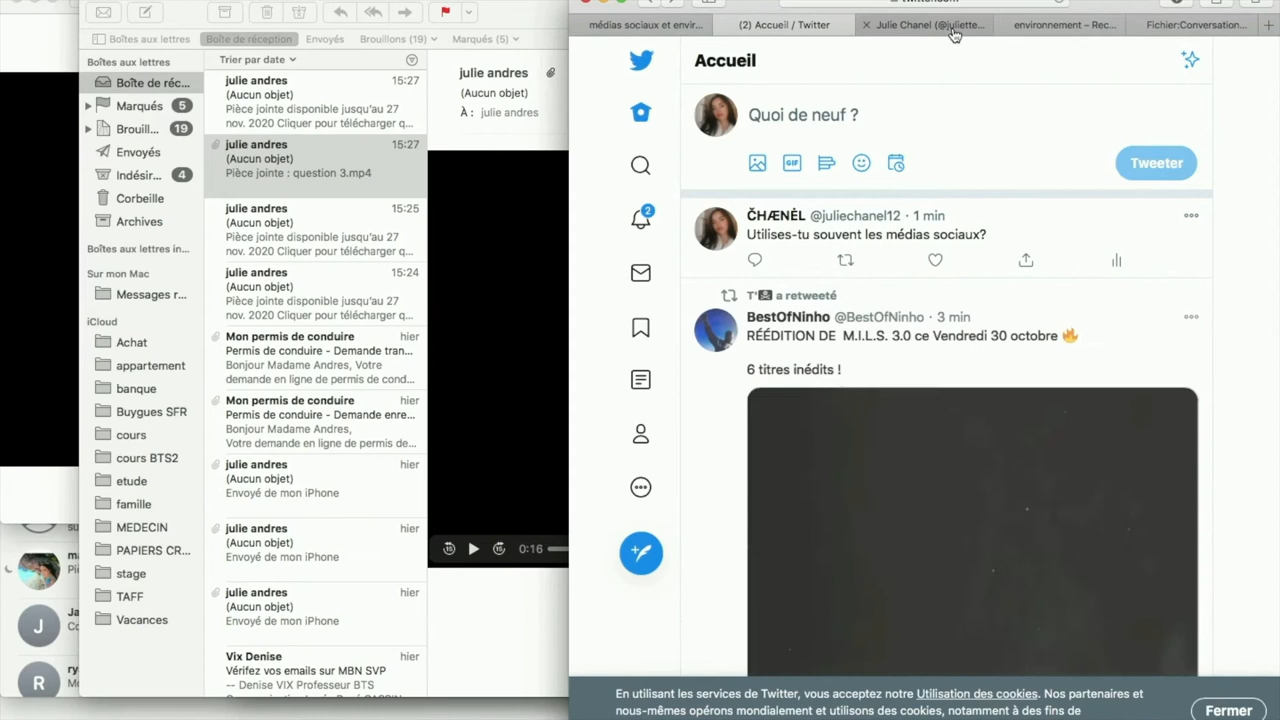 Boîtes aux lettres
Boîte de réception
Envoyés
Brouillons (19)
Marqués (5)
Boîtes aux lettres
Boîte de réc...
Marqués 5
Brouill... 19
Envoyés
Indésir... 4
Corbeille
Archives
Boîtes aux lettres in...
Sur mon Mac
Messages r...
iCloud
Achat
appartement
banque
Buygues SFR
cours
cours BTS2
etude
famille
MEDECIN
PAPIERS CR...
stage
TAFF
Vacances
J
R
Trier par date
julie andres 15:27
(Aucun objet)
Pièce jointe disponible jusqu'au 27
nov. 2020 Cliquer pour télécharger q...
julie andres 15:27
(Aucun objet)
Pièce jointe : question 3.mp4
julie andres 15:25
(Aucun objet)
Pièce jointe disponible jusqu'au 27
nov. 2020 Cliquer pour télécharger q...
julie andres 15:24
(Aucun objet)
Pièce jointe disponible jusqu'au 27
nov. 2020 Cliquer pour télécharger q...
Mon permis de conduire hier
Permis de conduire - Demande tran...
Bonjour Madame Andres, Votre
demande en ligne de permis de cond...
Mon permis de conduire hier
Permis de conduire - Demande enre...
Bonjour Madame Andres,
Votre demande en ligne de permis de...
julie andres hier
(Aucun objet)
Envoyé de mon iPhone
julie andres hier
(Aucun objet)
Envoyé de mon iPhone
julie andres hier
(Aucun objet)
Envoyé de mon iPhone
Vix Denise hier
Vérifez vos emails sur MBN SVP
-- Denise VIX Professeur BTS
julie andres
(Aucun objet)
À : julie andres
15
15
0:16
médias sociaux et envir...
(2) Accueil / Twitter
Julie Chanel (@juliette...
environnement – Rec...
Fichier:Conversation...
Accueil
Quoi de neuf ?
GIF
Tweeter
2
ČHÆNĖL @juliechanel12 · 1 min
Utilises-tu souvent les médias sociaux?
T'☠ a retweeté
BestOfNinho @BestOfNinho · 3 min
RÉÉDITION DE M.I.L.S. 3.0 ce Vendredi 30 octobre 🔥
6 titres inédits !
En utilisant les services de Twitter, vous acceptez notre Utilisation des cookies. Nos partenaires et
nous-mêmes opérons mondialement et utilisons des cookies, notamment à des fins de
Fermer